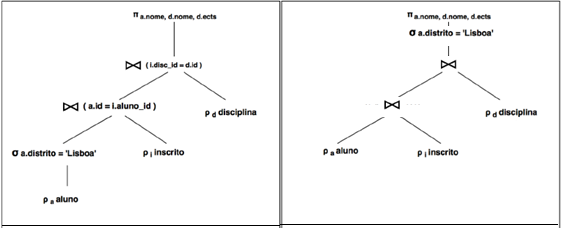 π a.nome, d.nome, d.ects
⋈ ( i.disc_id = d.id )
⋈ ( a.id = i.aluno_id )
ρ d disciplina
σ a.distrito = 'Lisboa'
ρ i inscrito
ρ a aluno
π a.nome, d.nome, d.ects
σ a.distrito = 'Lisboa'
⋈
⋈
ρ d disciplina
ρ a aluno
ρ i inscrito